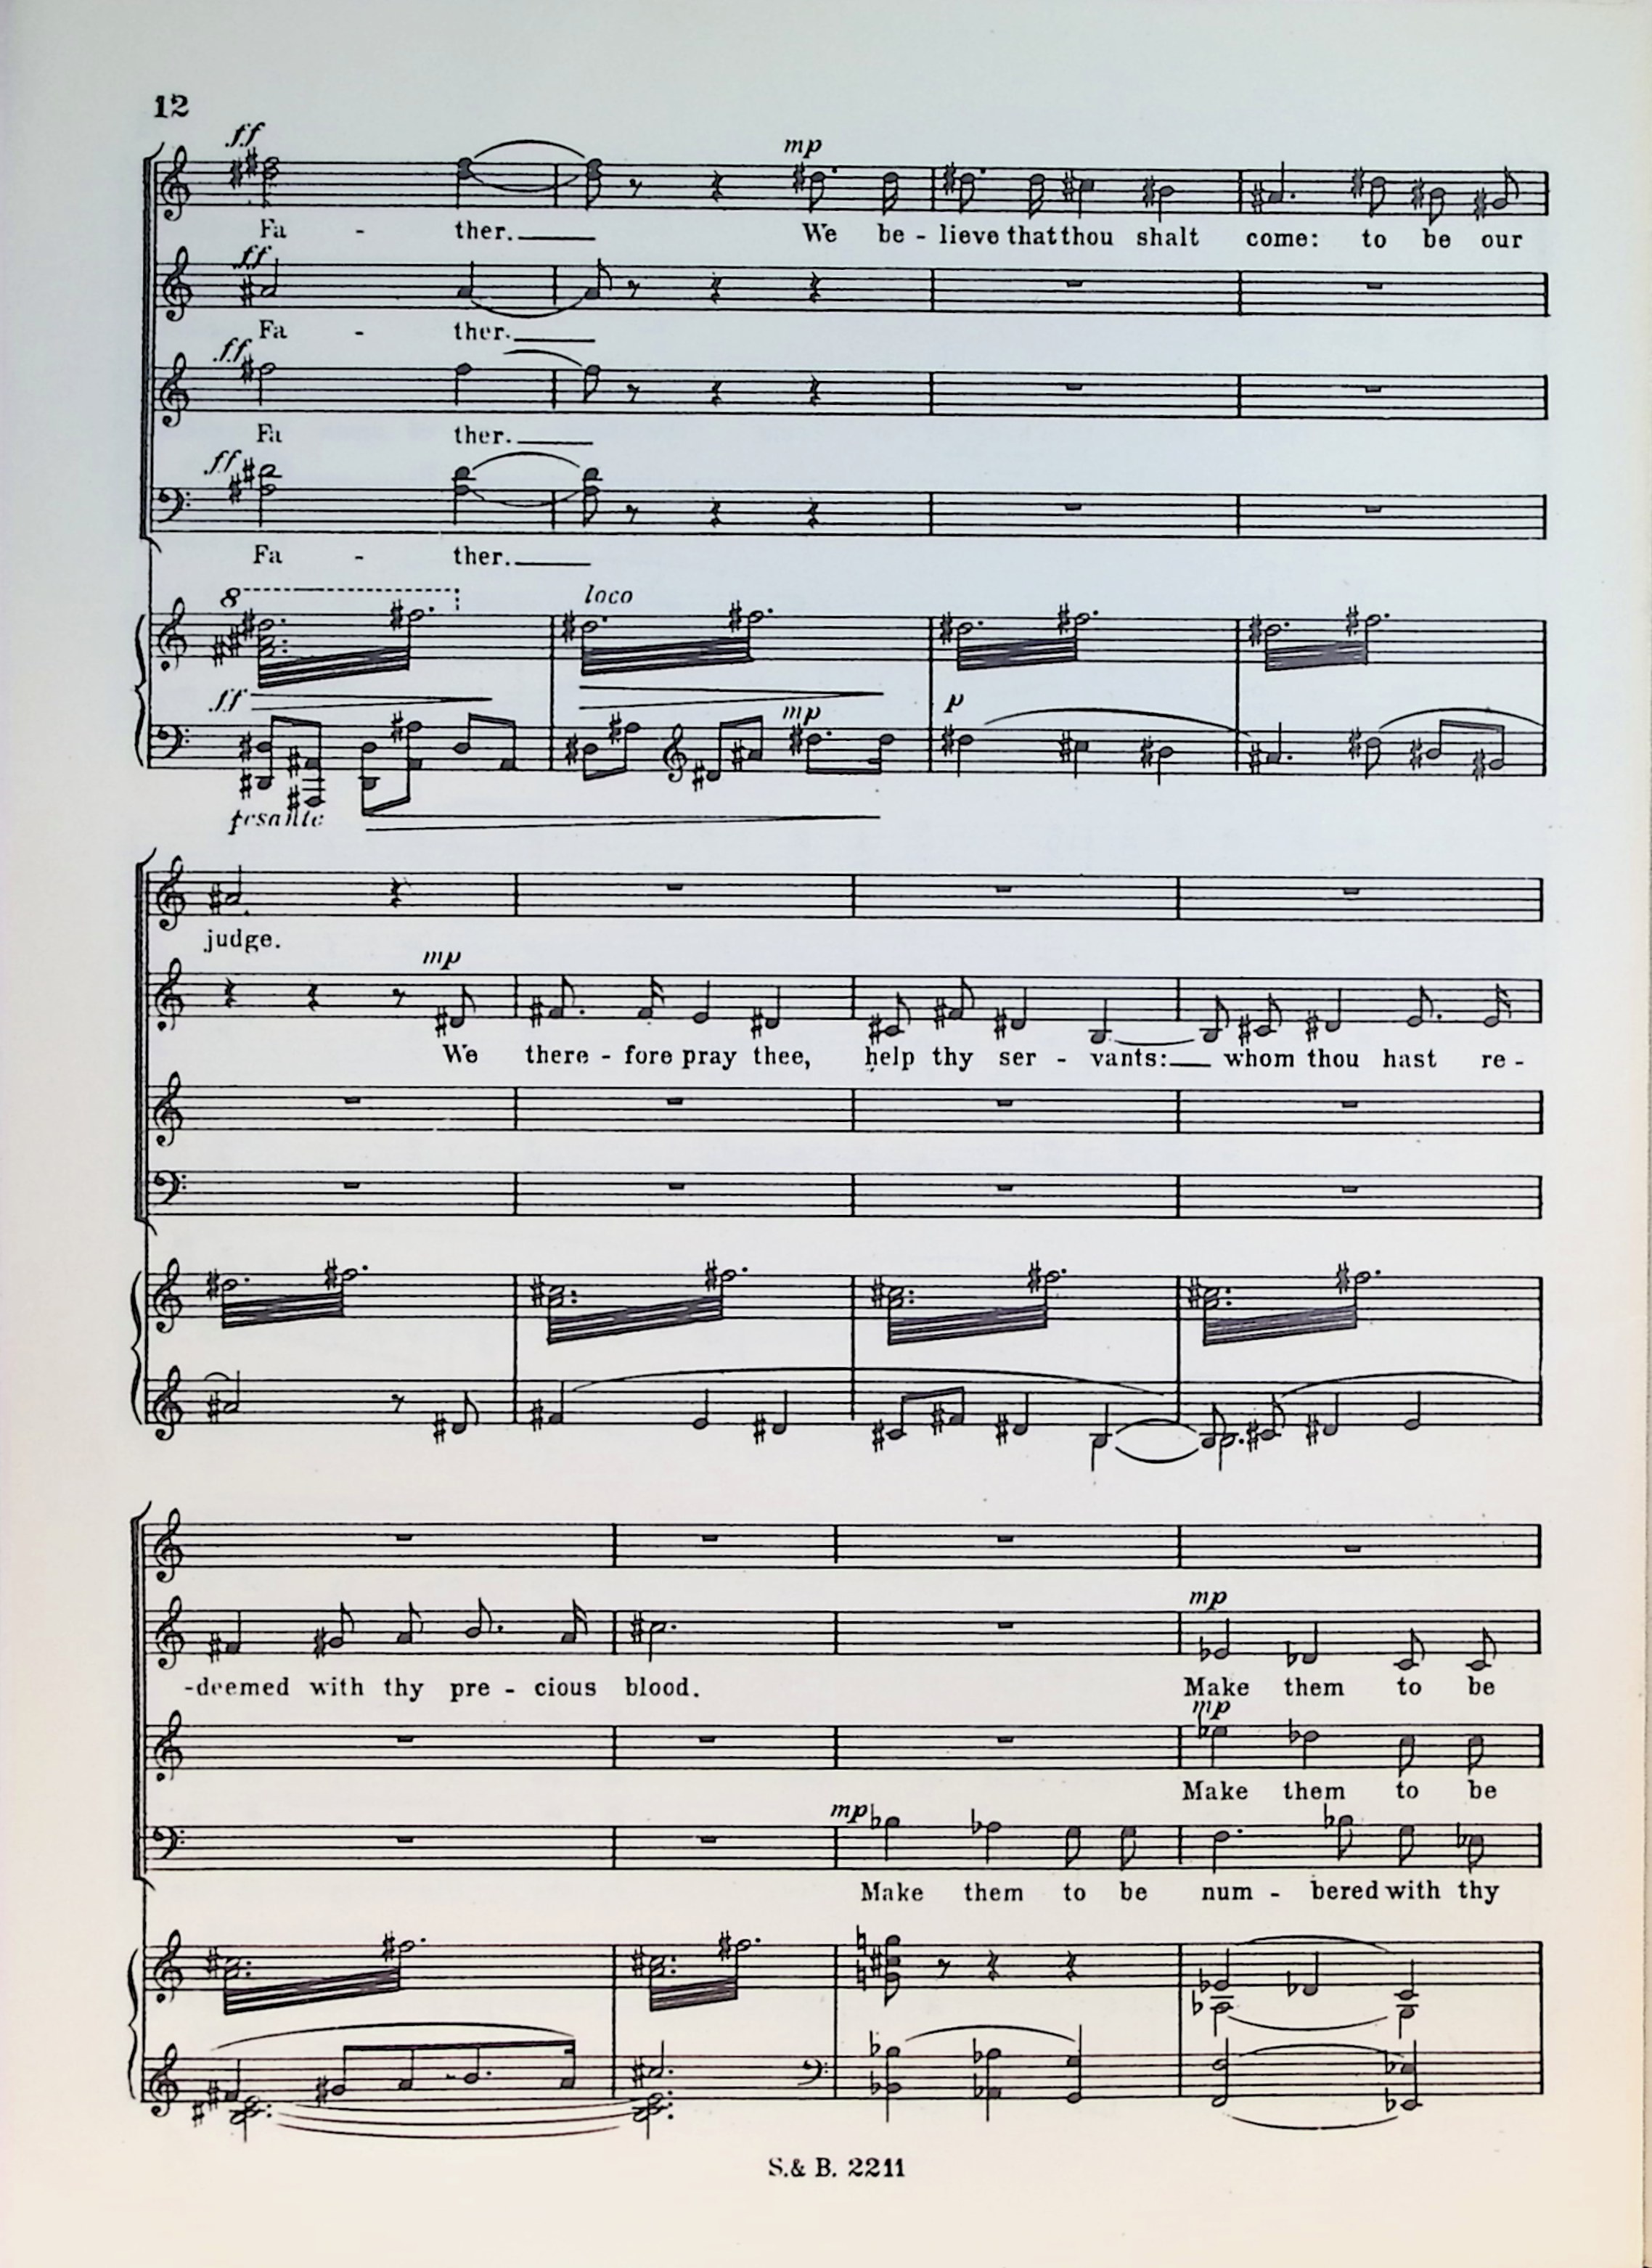 12
ff
mp
Fa - ther. We be - lieve that thou shalt come: to be our
ff
Fa - ther.
ff
Fa ther.
ff
Fa - ther.
8 loco
ff mp p
pesante
judge.
mp
We there - fore pray thee, help thy ser - vants: whom thou hast re -
mp
-deemed with thy pre - cious blood. Make them to be
mp
Make them to be
mp
Make them to be num - bered with thy
S. & B. 2211